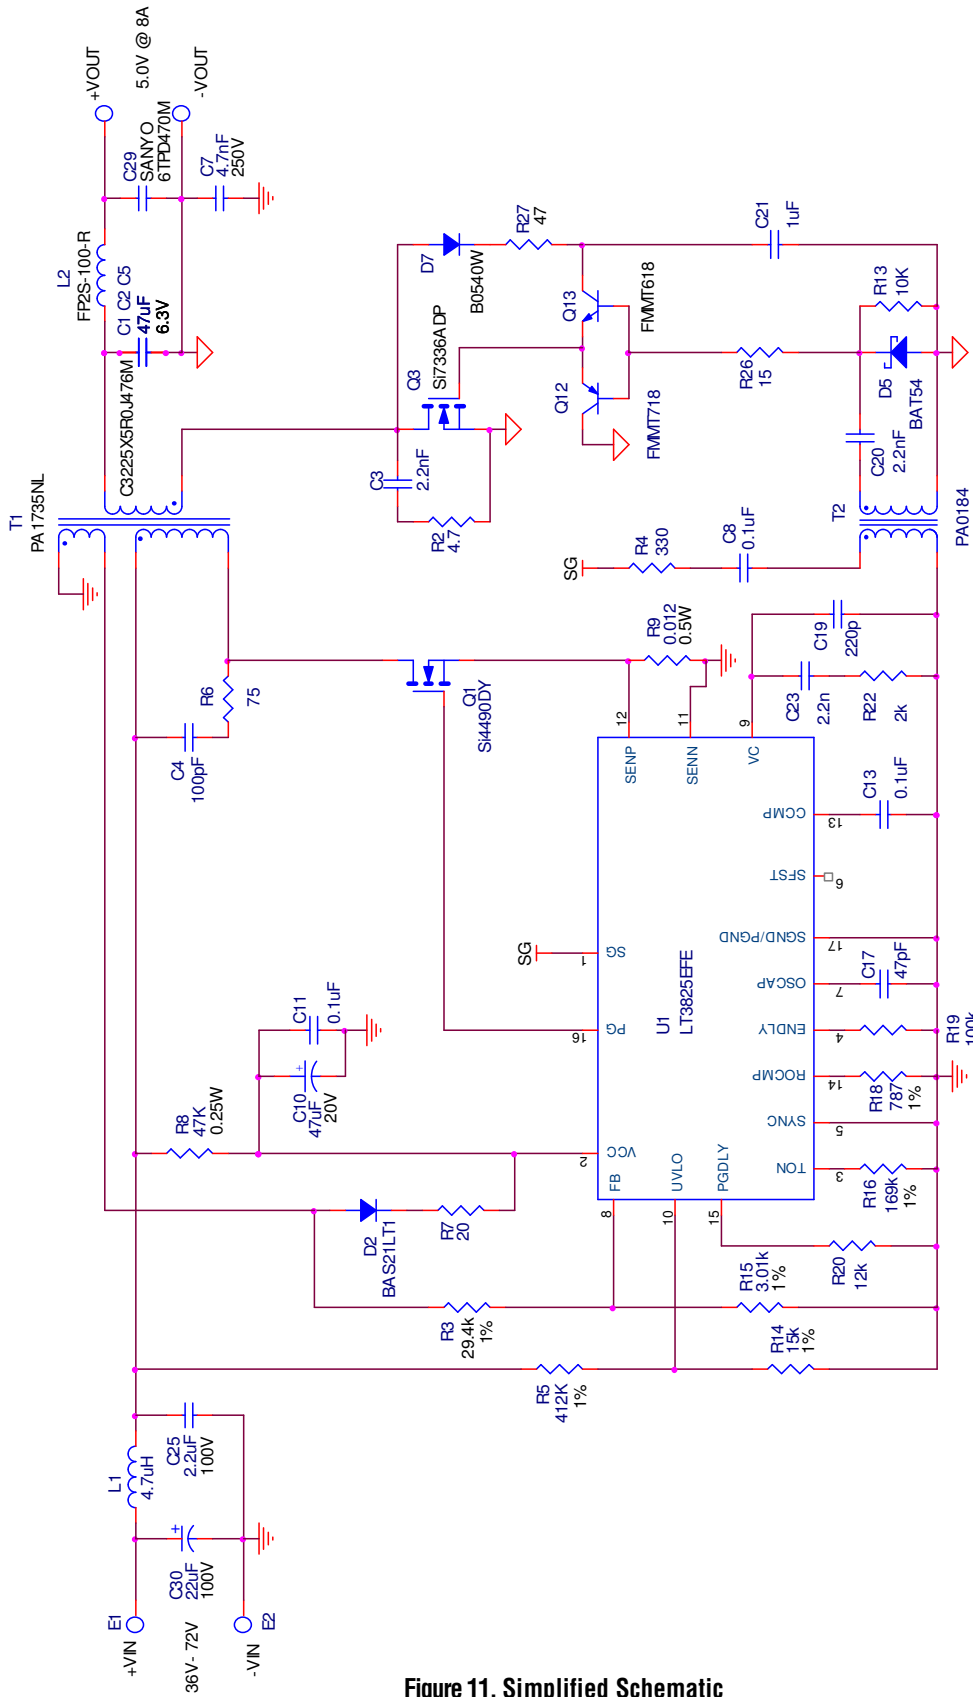 +VIN
E1
36V - 72V
-VIN
E2
C30
22uF
100V
L1
4.7uH
C25
2.2uF
100V
R5
412K
1%
R14
15k
1%
R3
29.4k
1%
R15
3.01k
1%
R20
12k
D2
BAS21LT1
R7
20
R8
47K
0.25W
C10
+
47uF
20V
C11
0.1uF
C4
100pF
R6
75
T1
PA1735NL
C3225X5R0J476M
C1 C2 C5
47uF
6.3V
L2
FP2S-100-R
C29
SANYO
6TPD470M
C7
4.7nF
250V
+VOUT
5.0V @ 8A
-VOUT
Q1
Si4490DY
Q3
Si7336ADP
C3
2.2nF
R2
4.7
D7
B0540W
R27
47
Q12
FMMT718
Q13
FMMT618
C21
1uF
R26
15
R13
10K
D5
BAT54
C20
2.2nF
T2
PA0184
SG
R4
330
C8
0.1uF
R9
0.012
0.5W
C19
220p
C23
2.2n
R22
2k
C13
0.1uF
C17
47pF
R19
100k
R18
787
1%
R16
169k
1%
U1
LT3825EFE
FB
8
UVLO
10
PGDLY
15
VCC
2
PG
16
SG
1
SG
SENP
12
SENN
11
VC
9
CCMP
13
SFST
6
SGND/PGND
17
OSCAP
7
ENDLY
4
ROCMP
14
SYNC
5
TON
3
Figure 11. Simplified Schematic